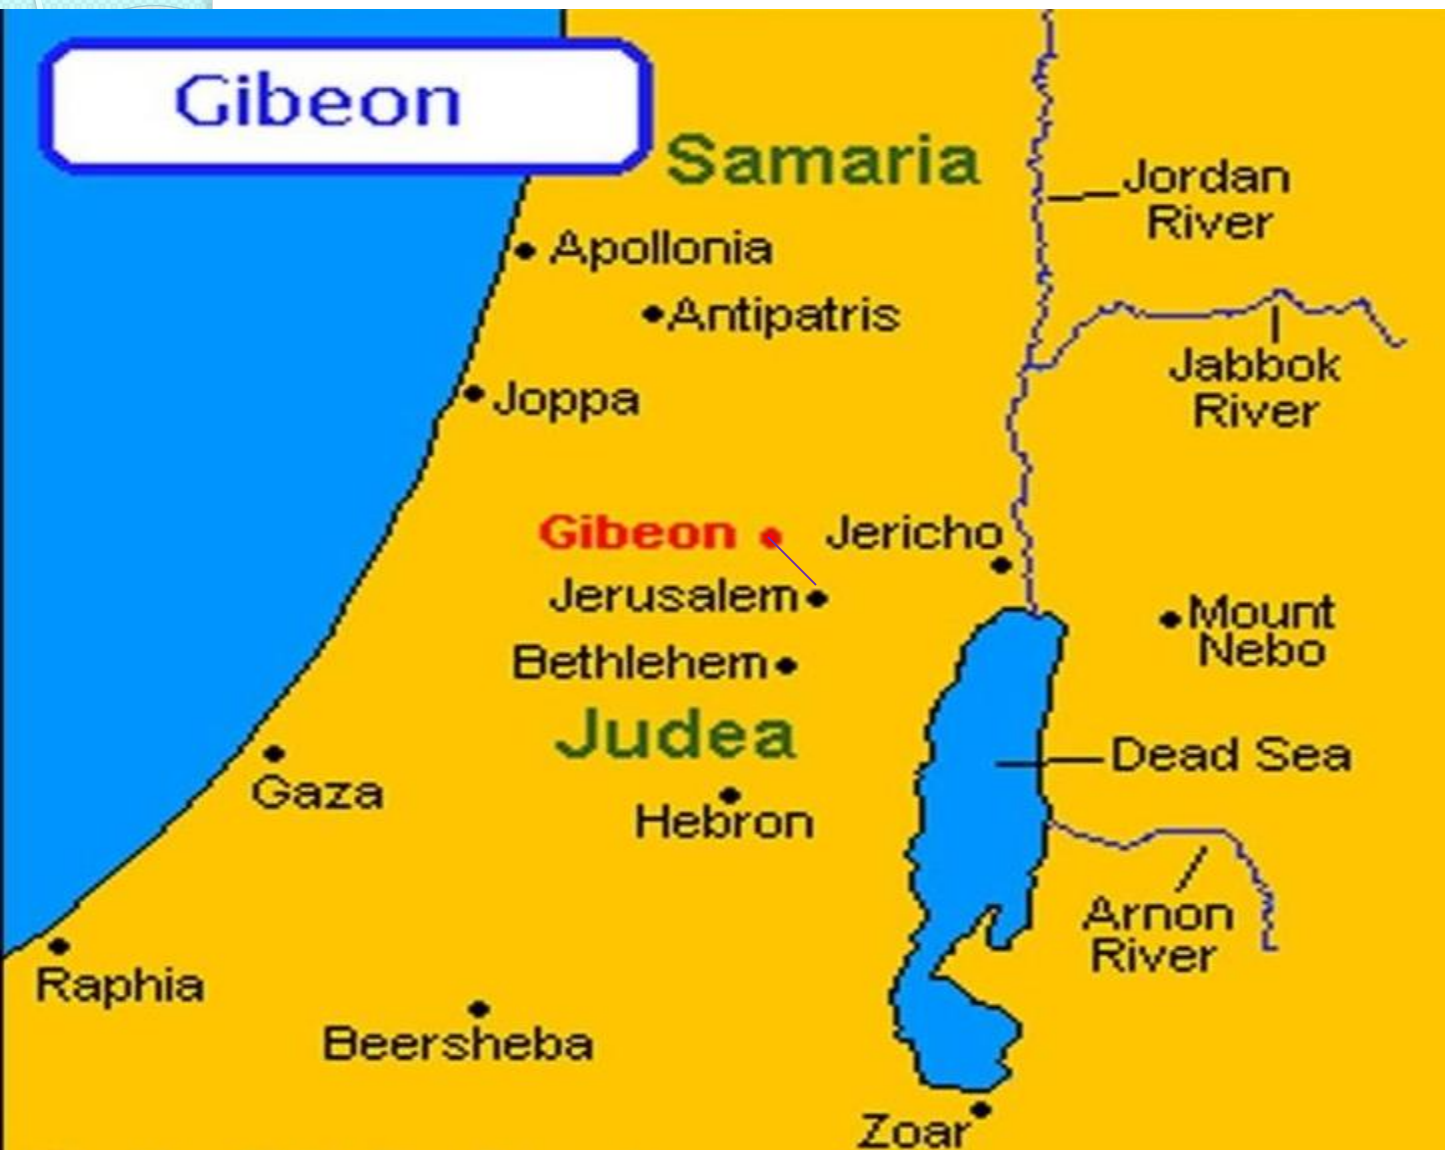 Gibeon
Samaria
Jordan
River
Apollonia
Antipatris
Jabbok
River
Joppa
Gibeon
Jericho
Jerusalem
Mount
Nebo
Bethlehem
Judea
Dead Sea
Gaza
Hebron
Arnon
River
Raphia
Beersheba
Zoar